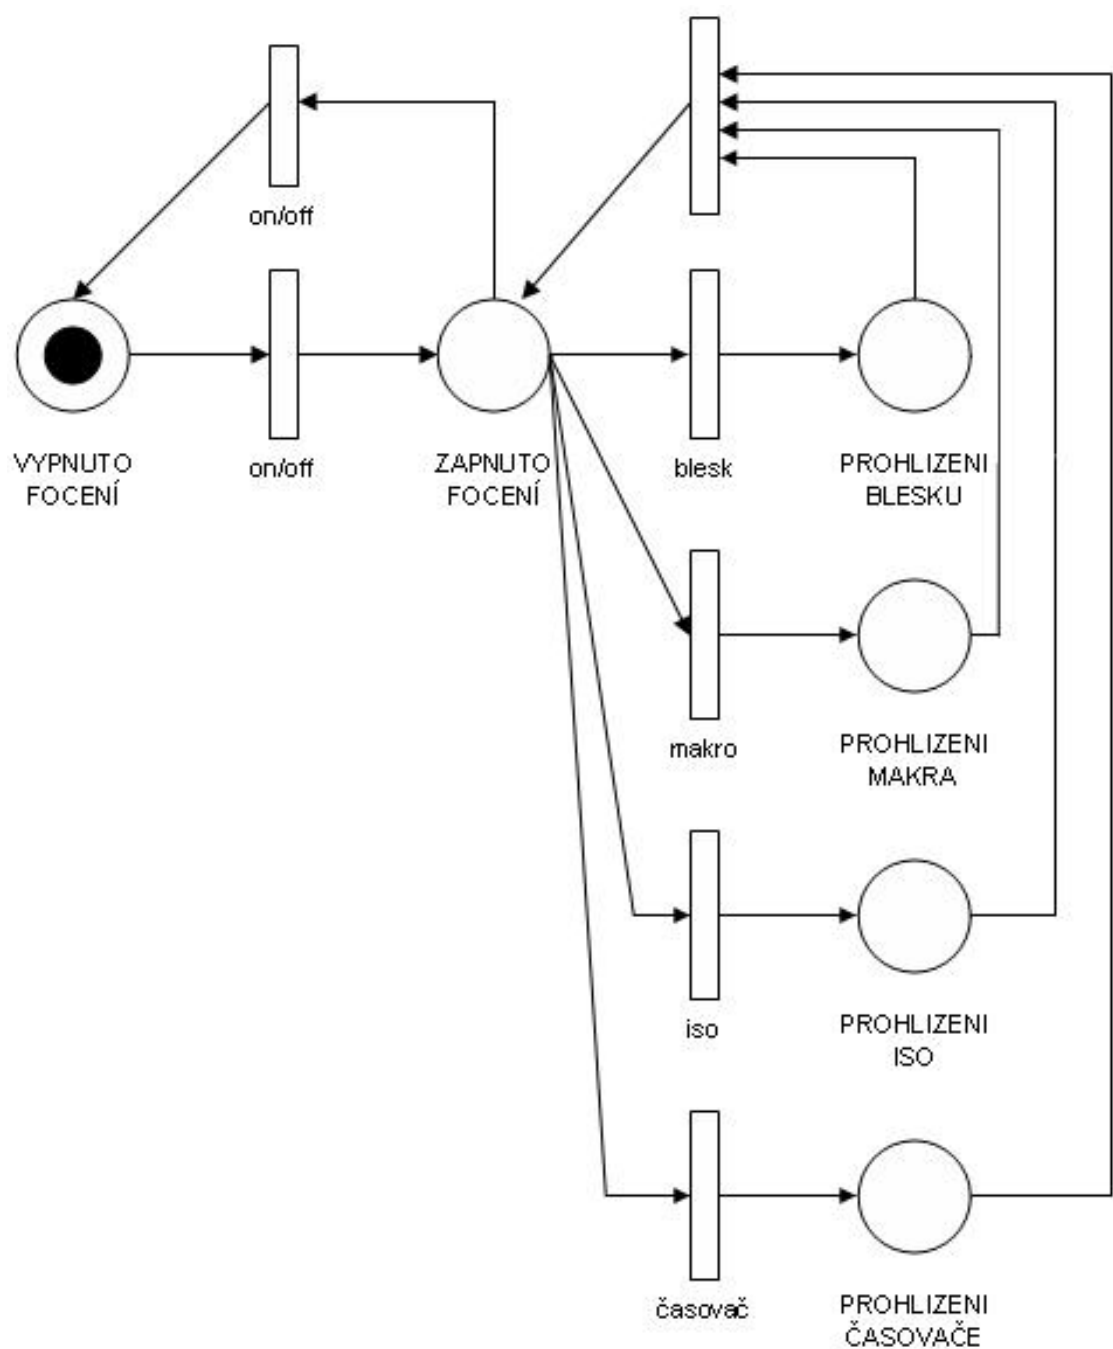 on/off
VYPNUTO
FOCENÍ
on/off
ZAPNUTO
FOCENÍ
blesk
PROHLIZENI
BLESKU
makro
PROHLIZENI
MAKRA
iso
PROHLIZENI
ISO
časovač
PROHLIZENI
ČASOVAČE